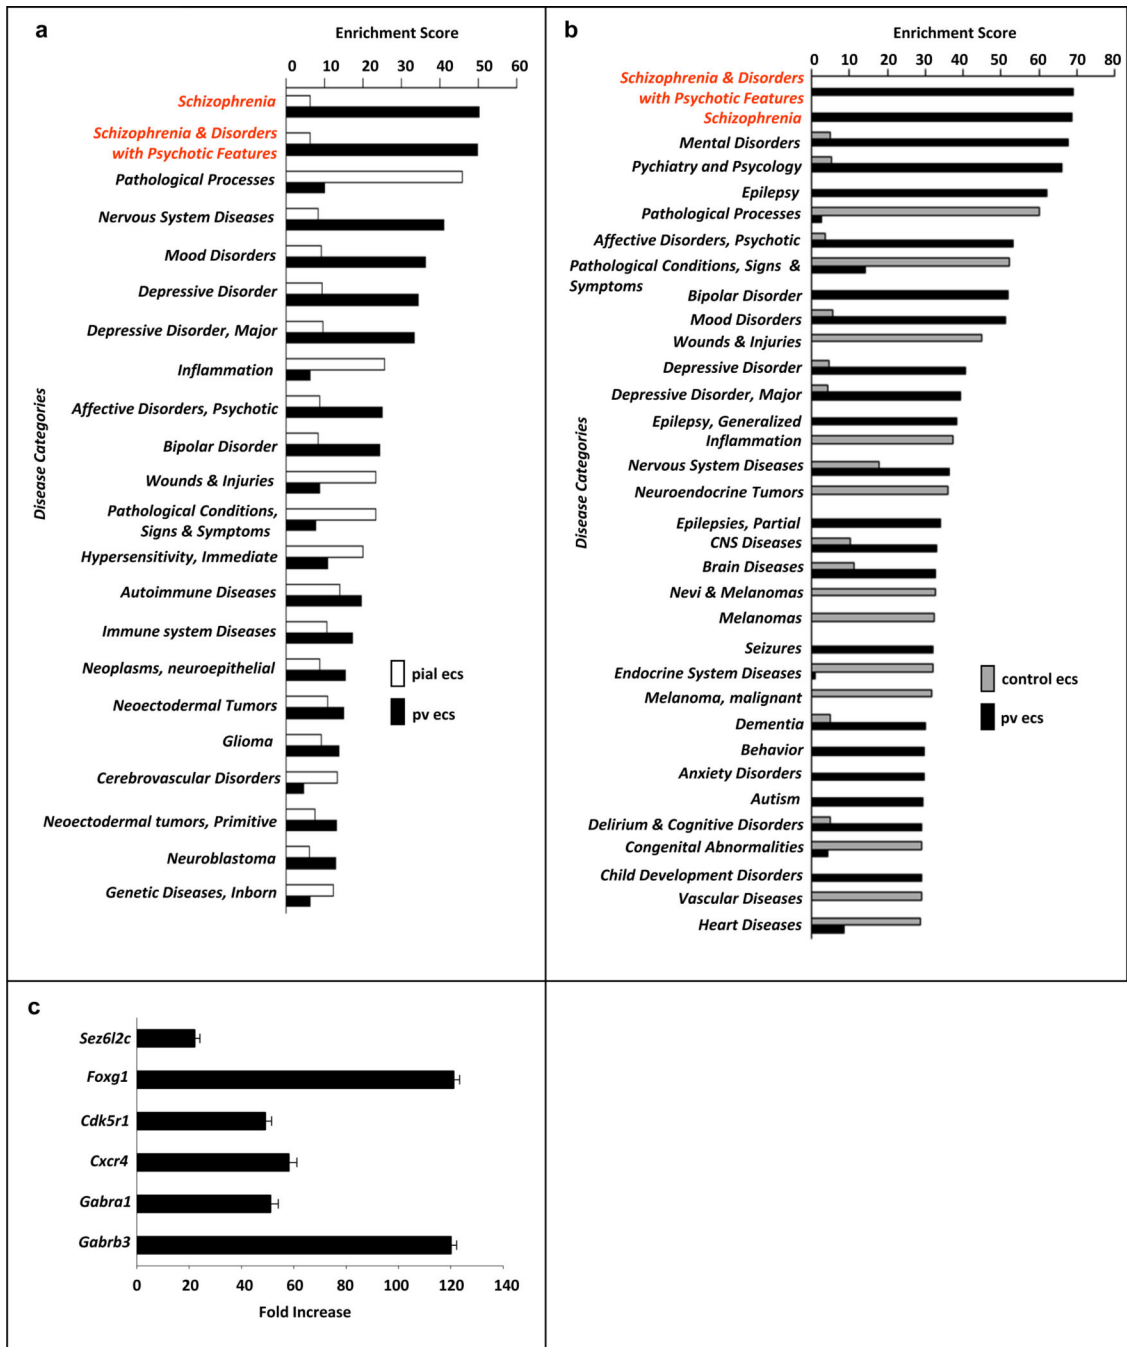 a
Enrichment Score
0 10 20 30 40 50 60
Schizophrenia
Schizophrenia & Disorders
with Psychotic Features
Pathological Processes
Nervous System Diseases
Mood Disorders
Depressive Disorder
Depressive Disorder, Major
Inflammation
Affective Disorders, Psychotic
Bipolar Disorder
Wounds & Injuries
Pathological Conditions,
Signs & Symptoms
Hypersensitivity, Immediate
Autoimmune Diseases
Immune system Diseases
Neoplasms, neuroepithelial
Neoectodermal Tumors
Glioma
Cerebrovascular Disorders
Neoectodermal tumors, Primitive
Neuroblastoma
Genetic Diseases, Inborn
Disease Categories
pial ecs
pv ecs
b
Enrichment Score
0 10 20 30 40 50 60 70 80
Schizophrenia & Disorders
with Psychotic Features
Schizophrenia
Mental Disorders
Pychiatry and Psycology
Epilepsy
Pathological Processes
Affective Disorders, Psychotic
Pathological Conditions, Signs &
Symptoms
Bipolar Disorder
Mood Disorders
Wounds & Injuries
Depressive Disorder
Depressive Disorder, Major
Epilepsy, Generalized
Inflammation
Nervous System Diseases
Neuroendocrine Tumors
Epilepsies, Partial
CNS Diseases
Brain Diseases
Nevi & Melanomas
Melanomas
Seizures
Endocrine System Diseases
Melanoma, malignant
Dementia
Behavior
Anxiety Disorders
Autism
Delirium & Cognitive Disorders
Congenital Abnormalities
Child Development Disorders
Vascular Diseases
Heart Diseases
Disease Categories
control ecs
pv ecs
c
Sez6l2c
Foxg1
Cdk5r1
Cxcr4
Gabra1
Gabrb3
0 20 40 60 80 100 120 140
Fold Increase